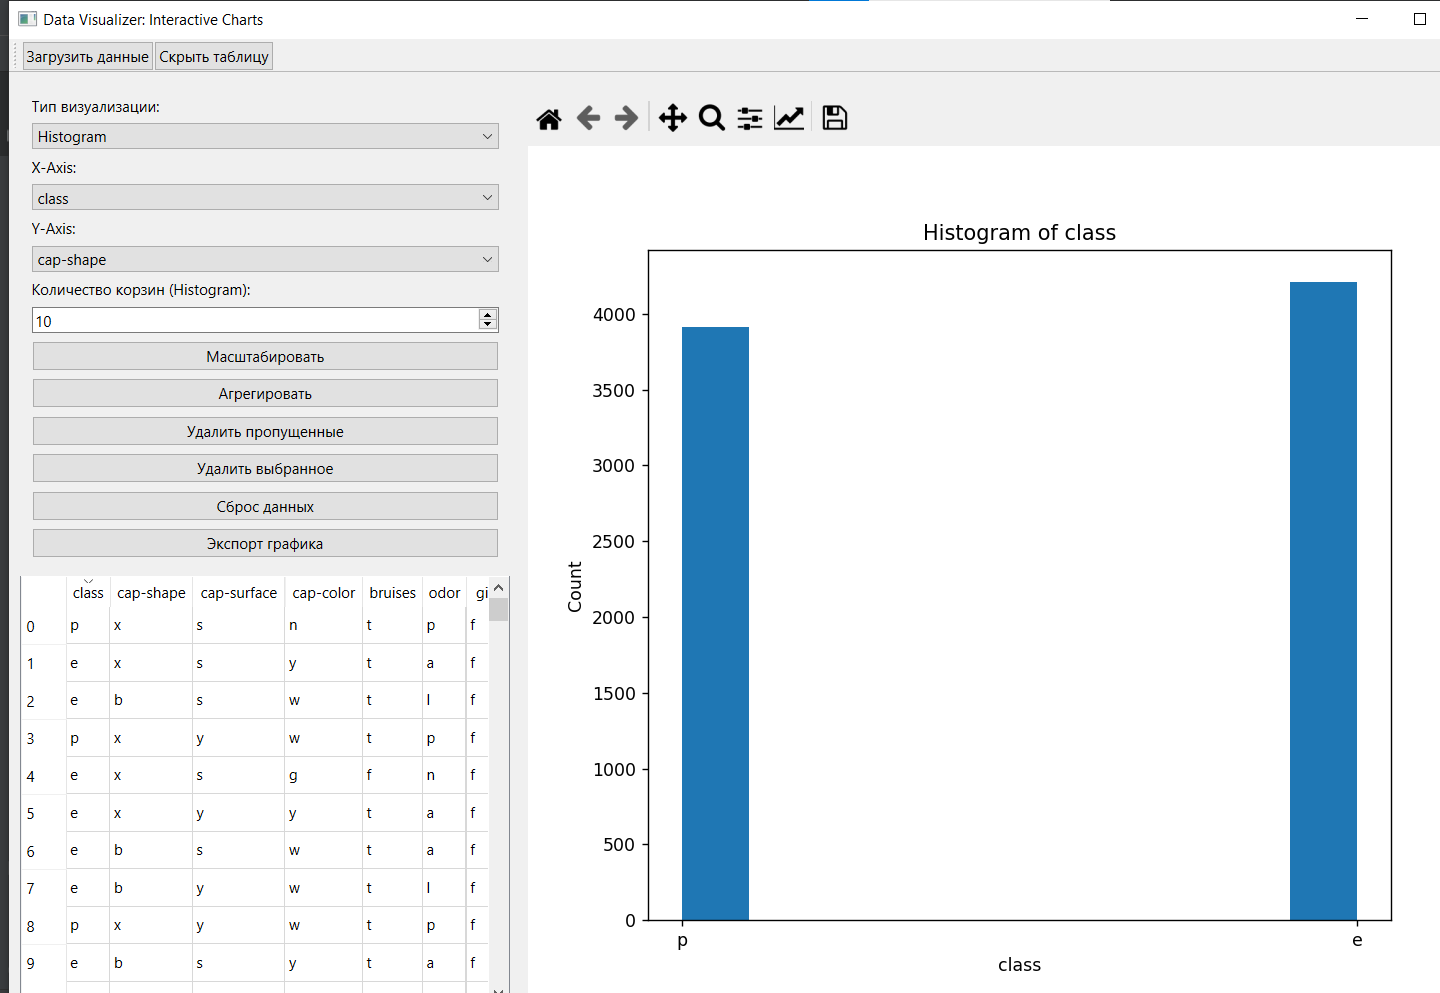 Data Visualizer: Interactive Charts
Загрузить данные Скрыть таблицу
Тип визуализации:
Histogram
X-Axis:
class
Y-Axis:
cap-shape
Количество корзин (Histogram):
10
Масштабировать
Агрегировать
Удалить пропущенные
Удалить выбранное
Сброс данных
Экспорт графика
class cap-shape cap-surface cap-color bruises odor gi
0 p x s n t p f
1 e x s y t a f
2 e b s w t l f
3 p x y w t p f
4 e x s g f n f
5 e x y y t a f
6 e b s w t a f
7 e b y w t l f
8 p x y w t p f
9 e b s y t a f
Histogram of class
4000
3500
3000
2500
2000
1500
1000
500
0
Count
p e
class